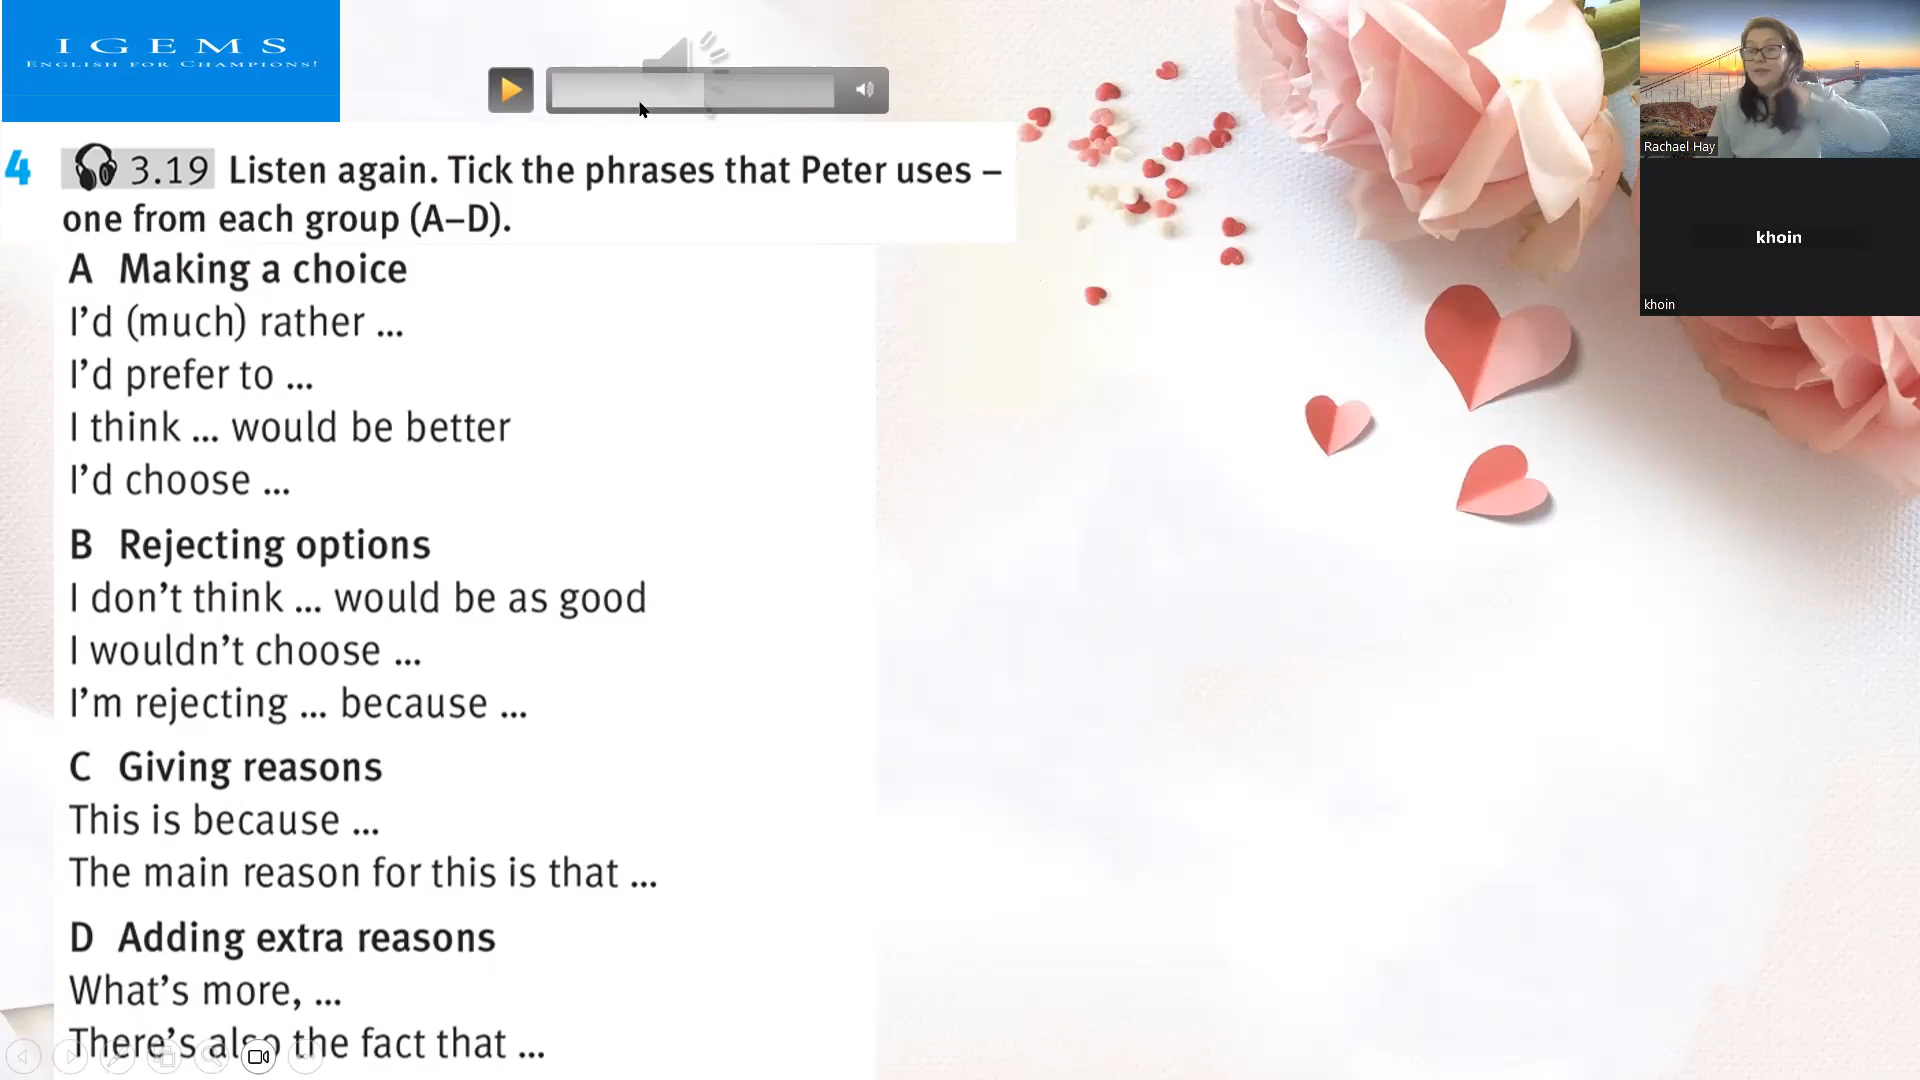 IGEMS
ENGLISH FOR CHAMPIONS!
4 3.19 Listen again. Tick the phrases that Peter uses –
one from each group (A–D).
A Making a choice
I’d (much) rather ...
I’d prefer to ...
I think ... would be better
I’d choose ...
B Rejecting options
I don’t think ... would be as good
I wouldn’t choose ...
I’m rejecting ... because ...
C Giving reasons
This is because ...
The main reason for this is that ...
D Adding extra reasons
What’s more, ...
There’s also the fact that ...
Rachael Hay
khoin
khoin